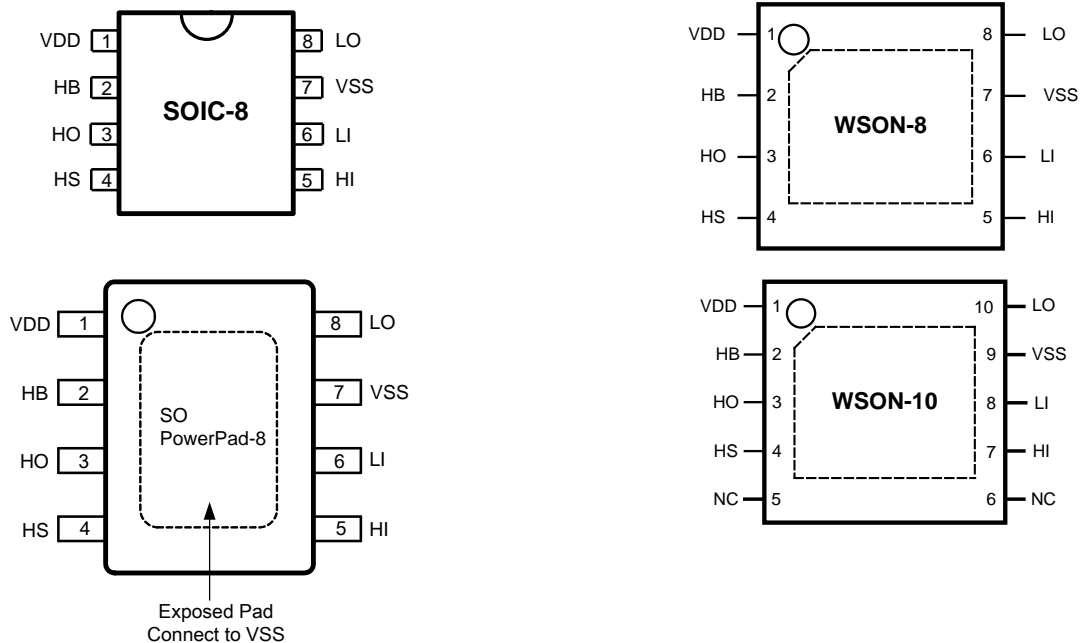 VDD 1 8 LO
HB 2 7 VSS
SOIC-8
HO 3 6 LI
HS 4 5 HI
VDD 1 8 LO
HB 2 7 VSS
WSON-8
HO 3 6 LI
HS 4 5 HI
VDD 1 8 LO
HB 2 7 VSS
SO
PowerPad-8
HO 3 6 LI
HS 4 5 HI
Exposed Pad
Connect to VSS
VDD 1 10 LO
HB 2 9 VSS
HO 3 WSON-10 8 LI
HS 4 7 HI
NC 5 6 NC